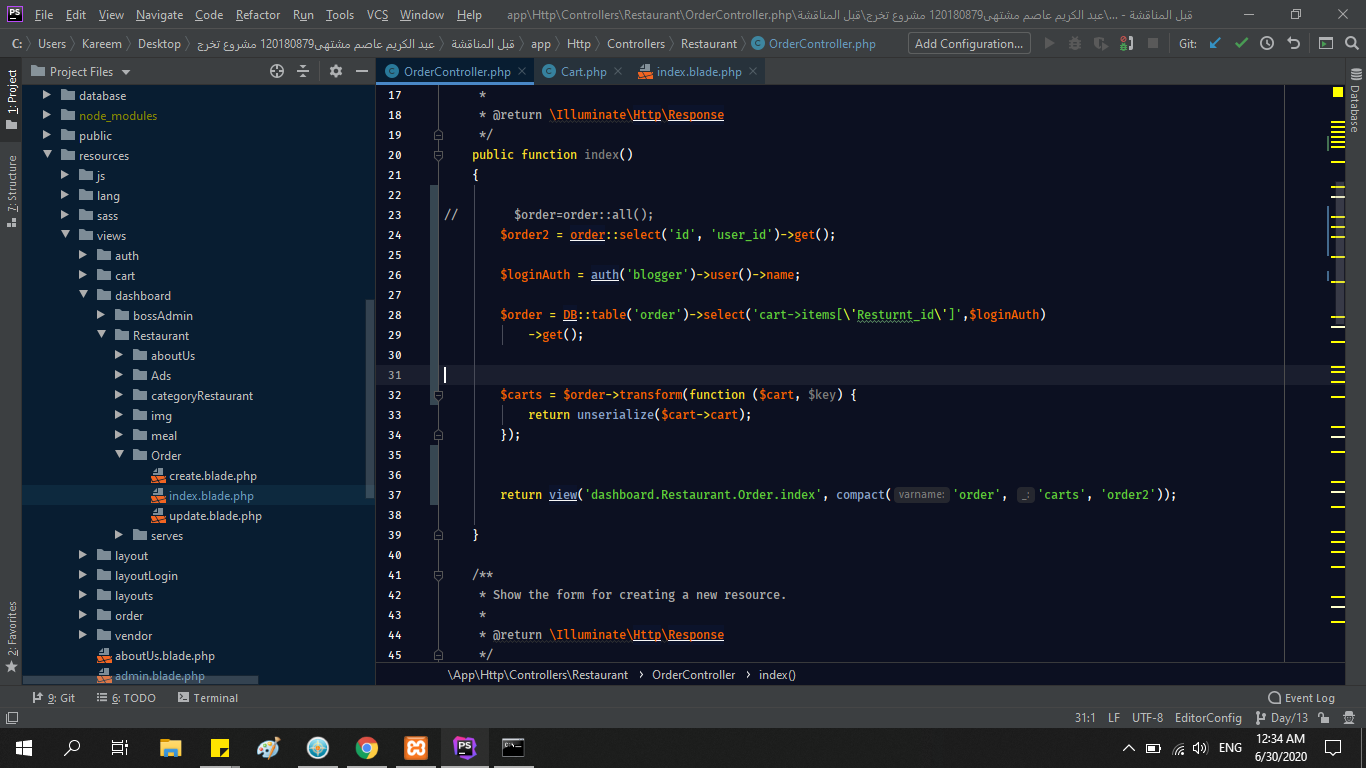 File Edit View Navigate Code Refactor Run Tools VCS Window Help app\Http\Controllers\Restaurant\OrderController.php\عبد الكريم عاصم مشتهى120180879 مشروع تخرج\قبل المناقشة\... - قبل المناقشة
C: Users Kareem Desktop عبد الكريم عاصم مشتهى120180879 مشروع تخرج قبل المناقشة app Http Controllers Restaurant OrderController.php Add Configuration... Git:
Project Files
OrderController.php Cart.php index.blade.php
1: Project
7: Structure
2: Favorites
database
node_modules
public
resources
js
lang
sass
views
auth
cart
dashboard
bossAdmin
Restaurant
aboutUs
Ads
categoryRestaurant
img
meal
Order
create.blade.php
index.blade.php
update.blade.php
serves
layout
layoutLogin
layouts
order
vendor
aboutUs.blade.php
admin.blade.php
17 *
18 * @return \Illuminate\Http\Response
19 */
20 public function index()
21 {
22
23 // $order=order::all();
24 $order2 = order::select('id', 'user_id')->get();
25
26 $loginAuth = auth('blogger')->user()->name;
27
28 $order = DB::table('order')->select('cart->items[\'Resturnt_id\']',$loginAuth)
29 ->get();
30
31
32 $carts = $order->transform(function ($cart, $key) {
33 return unserialize($cart->cart);
34 });
35
36
37 return view('dashboard.Restaurant.Order.index', compact( varname: 'order', _: 'carts', 'order2'));
38
39 }
40
41 /**
42 * Show the form for creating a new resource.
43 *
44 * @return \Illuminate\Http\Response
45 */
Database
\App\Http\Controllers\Restaurant OrderController index()
9: Git 6: TODO Terminal Event Log
31:1 LF UTF-8 EditorConfig Day/13
ENG 12:34 AM
6/30/2020